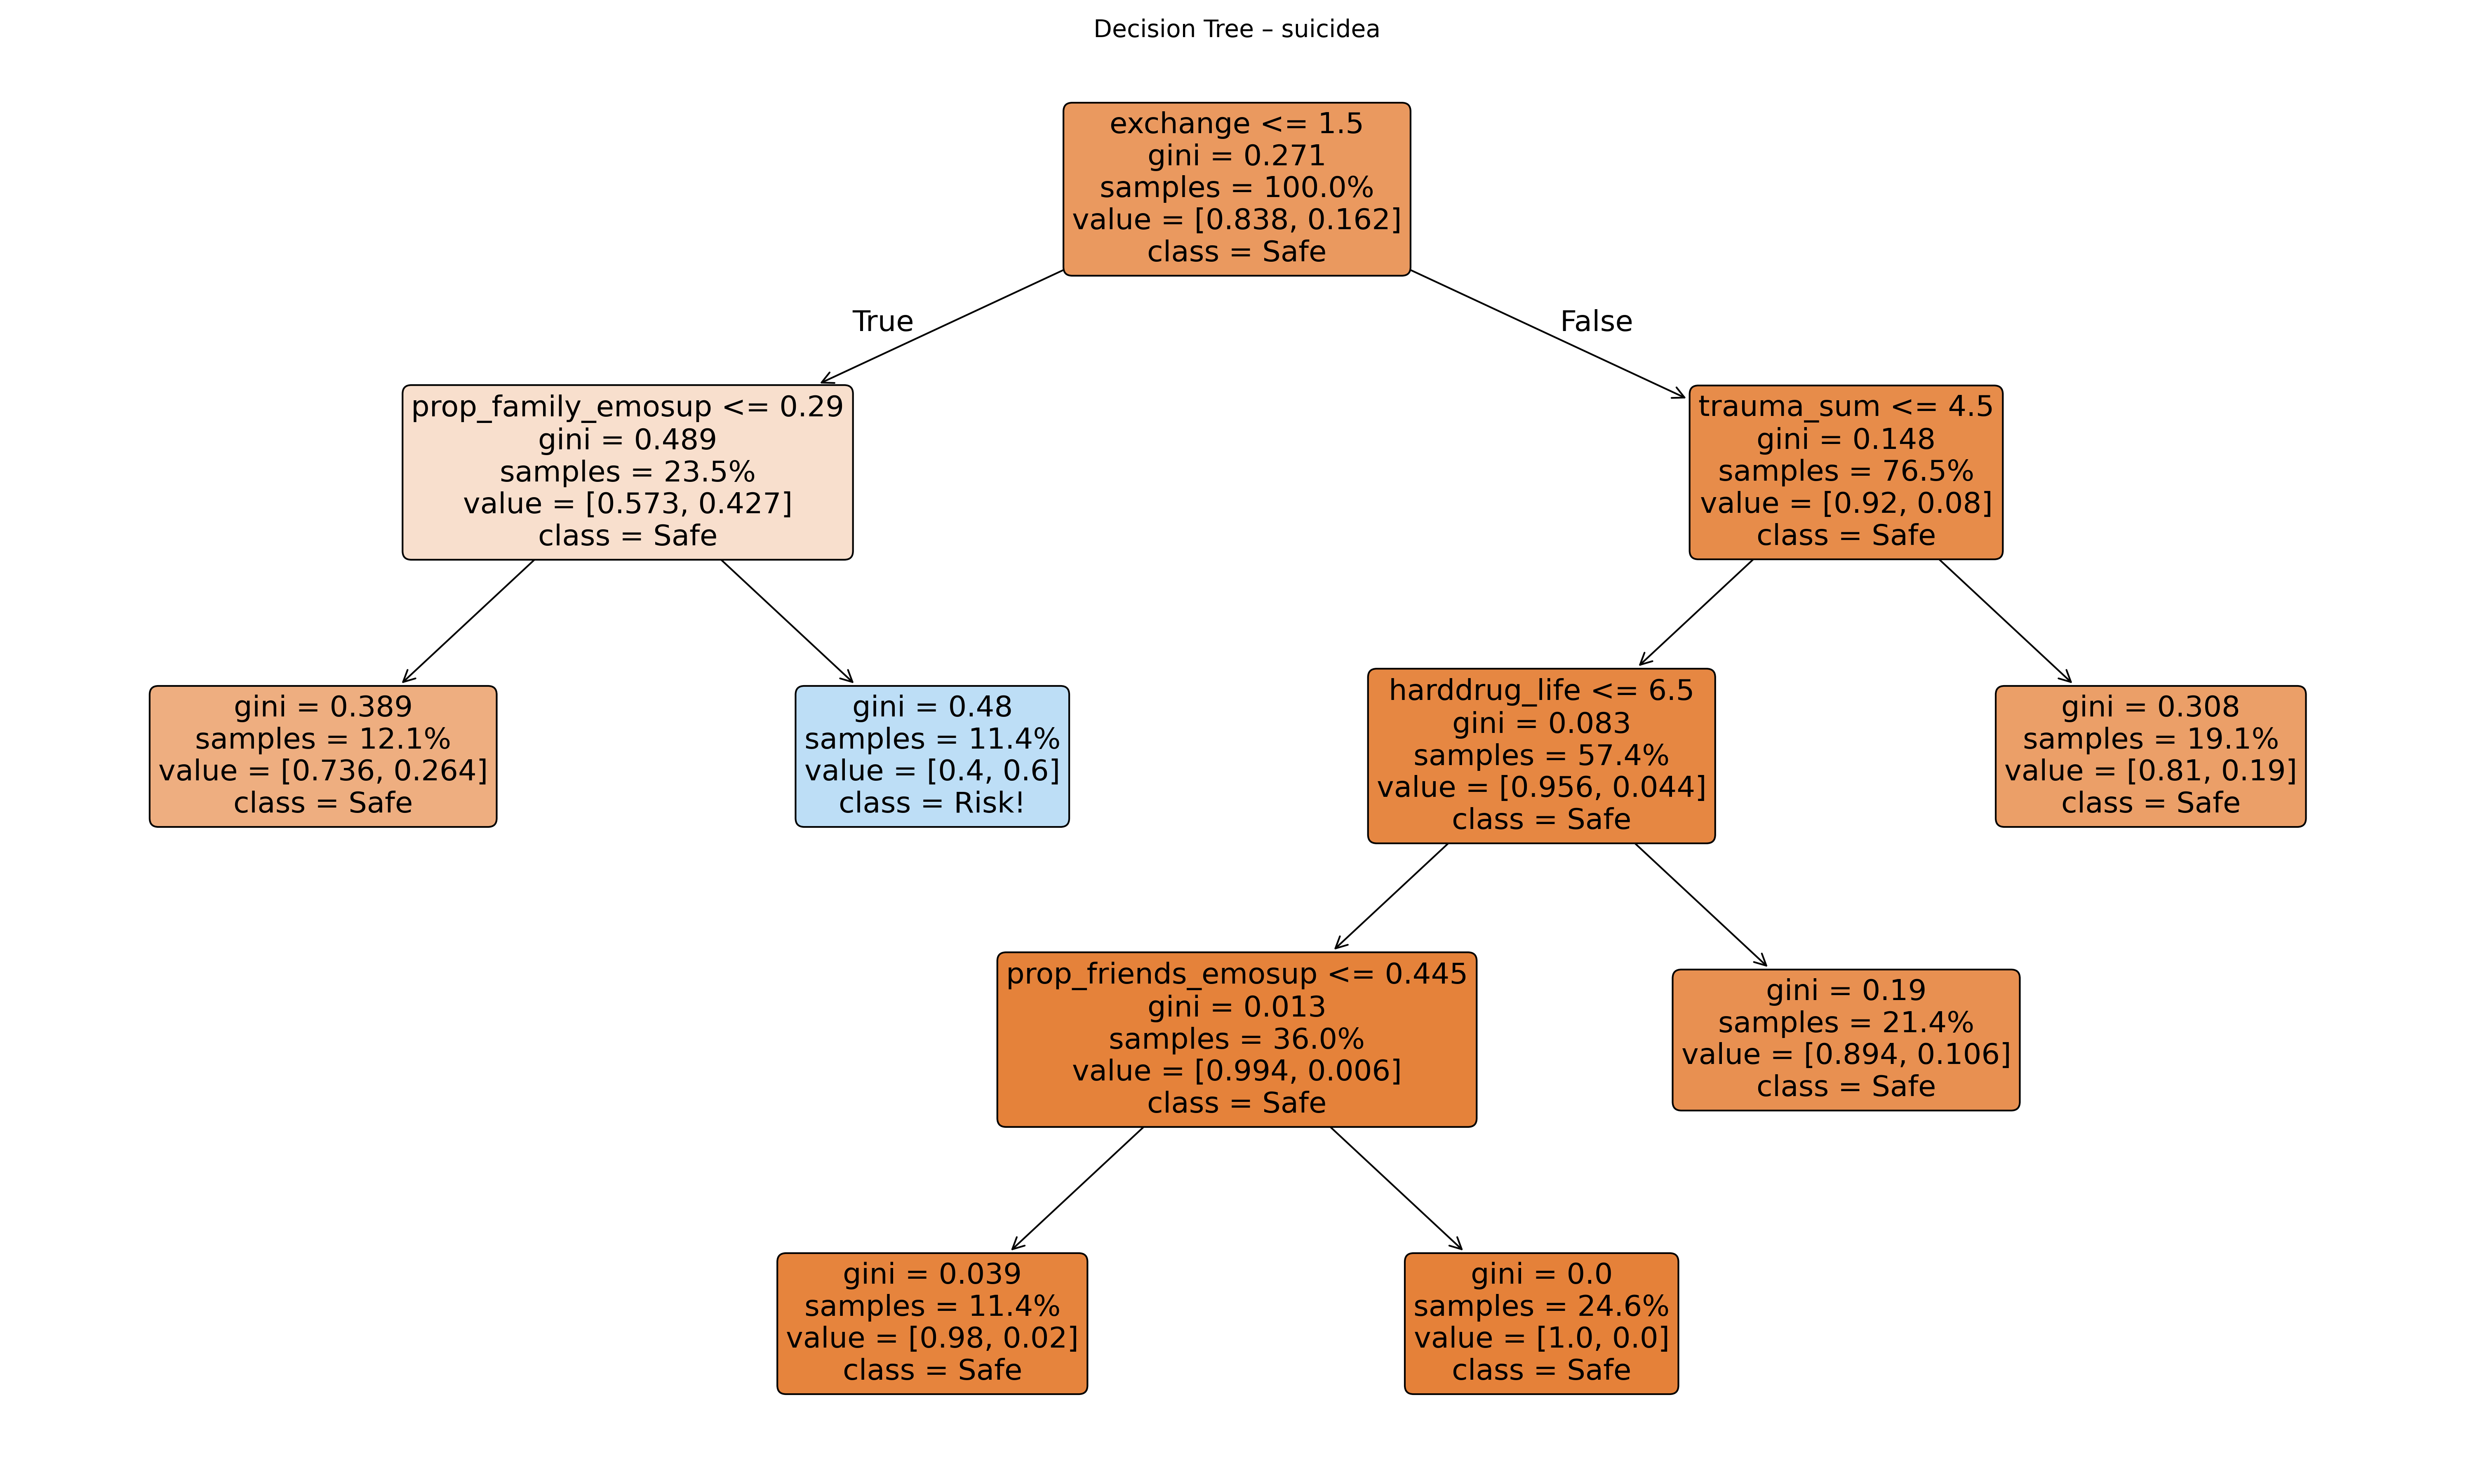 Decision Tree – suicidea
exchange <= 1.5
gini = 0.271
samples = 100.0%
value = [0.838, 0.162]
class = Safe
True
False
prop_family_emosup <= 0.29
gini = 0.489
samples = 23.5%
value = [0.573, 0.427]
class = Safe
trauma_sum <= 4.5
gini = 0.148
samples = 76.5%
value = [0.92, 0.08]
class = Safe
gini = 0.389
samples = 12.1%
value = [0.736, 0.264]
class = Safe
gini = 0.48
samples = 11.4%
value = [0.4, 0.6]
class = Risk!
harddrug_life <= 6.5
gini = 0.083
samples = 57.4%
value = [0.956, 0.044]
class = Safe
gini = 0.308
samples = 19.1%
value = [0.81, 0.19]
class = Safe
prop_friends_emosup <= 0.445
gini = 0.013
samples = 36.0%
value = [0.994, 0.006]
class = Safe
gini = 0.19
samples = 21.4%
value = [0.894, 0.106]
class = Safe
gini = 0.039
samples = 11.4%
value = [0.98, 0.02]
class = Safe
gini = 0.0
samples = 24.6%
value = [1.0, 0.0]
class = Safe